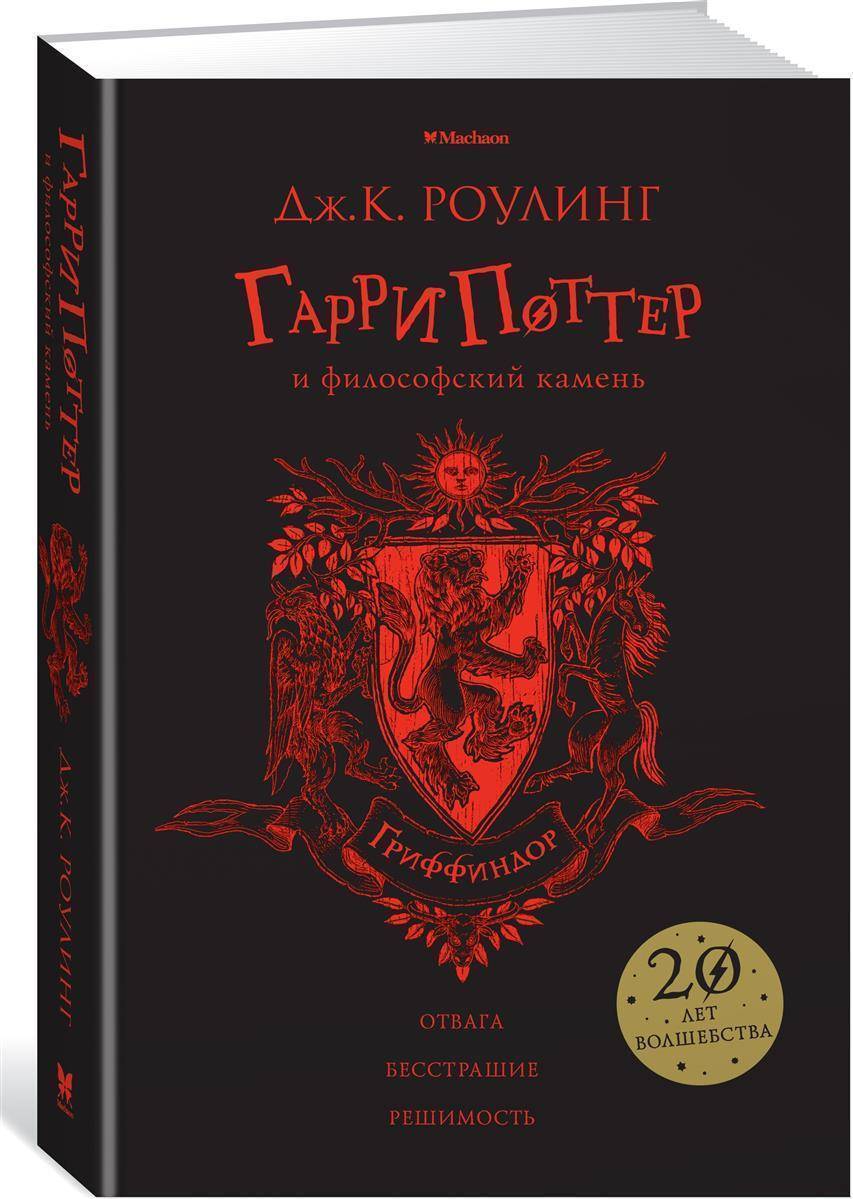 Machaon
Дж.К. РОУЛИНГ
ГАРРИ ПОТТЕР
и философский камень
ГРИФФИНДОР
ОТВАГА
БЕССТРАШИЕ
РЕШИМОСТЬ
20
ЛЕТ
ВОЛШЕБСТВА
ГАРРИ ПОТТЕР
и философский камень
Дж.К. РОУЛИНГ
Machaon